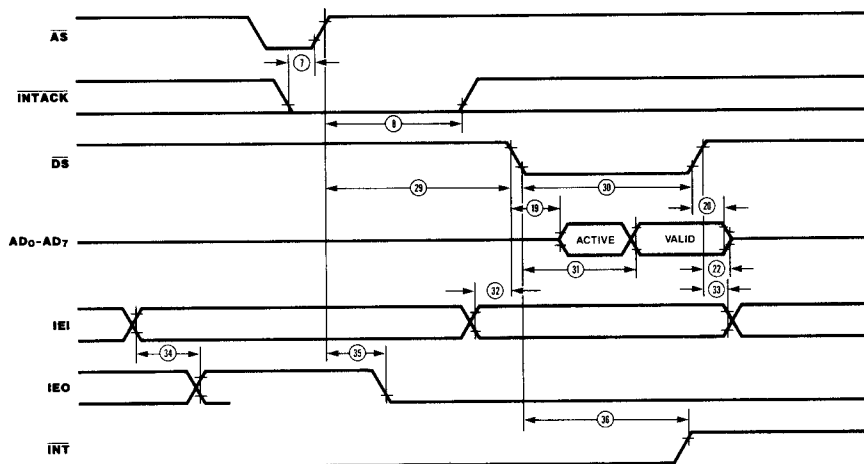 AS
7
INTACK
8
DS
29
30
19
20
AD0-AD7
ACTIVE
VALID
31
22
32
33
IEI
34
35
IEO
36
INT